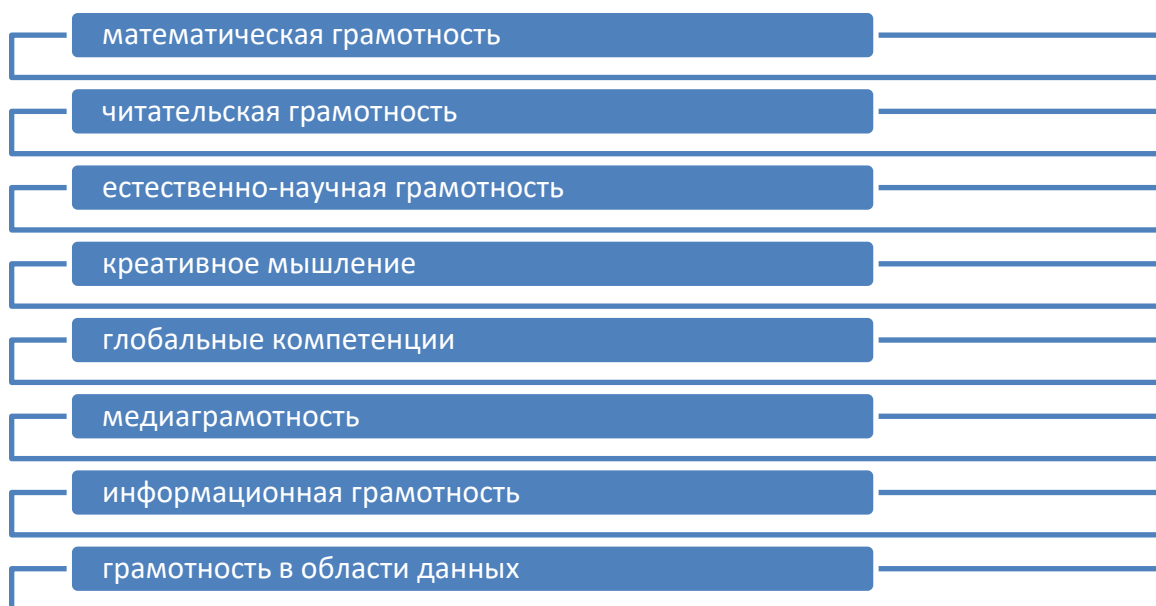 математическая грамотность
читательская грамотность
естественно-научная грамотность
креативное мышление
глобальные компетенции
медиаграмотность
информационная грамотность
грамотность в области данных